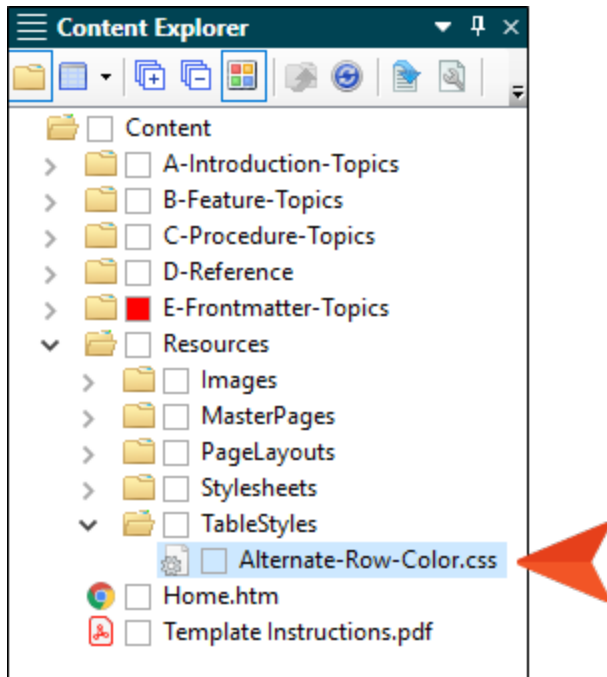 Content Explorer
Content
A-Introduction-Topics
B-Feature-Topics
C-Procedure-Topics
D-Reference
E-Frontmatter-Topics
Resources
Images
MasterPages
PageLayouts
Stylesheets
TableStyles
Alternate-Row-Color.css
Home.htm
Template Instructions.pdf